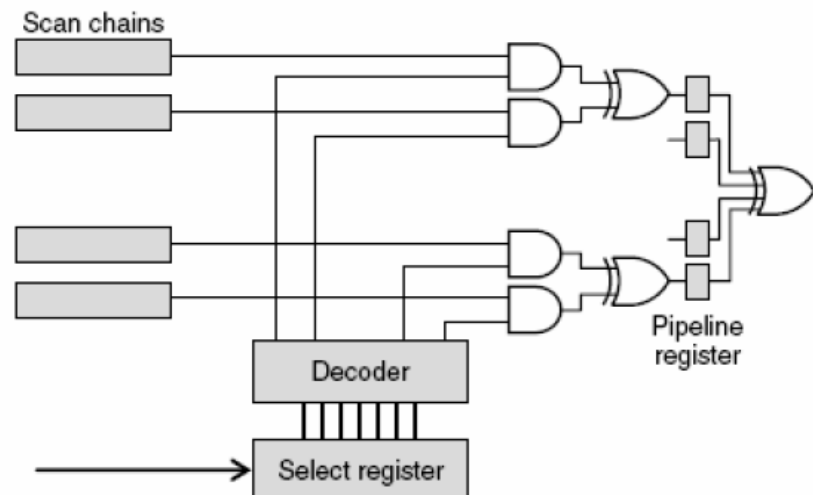 Scan chains
Pipeline
register
Decoder
Select register